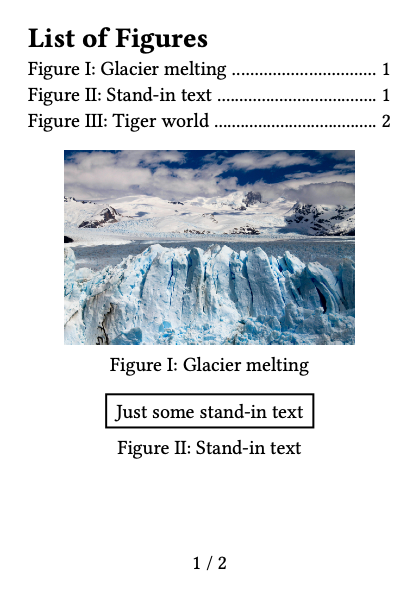 List of Figures
Figure I: Glacier melting ................................ 1
Figure II: Stand-in text ................................... 1
Figure III: Tiger world .................................... 2
Figure I: Glacier melting
Just some stand-in text
Figure II: Stand-in text
1 / 2